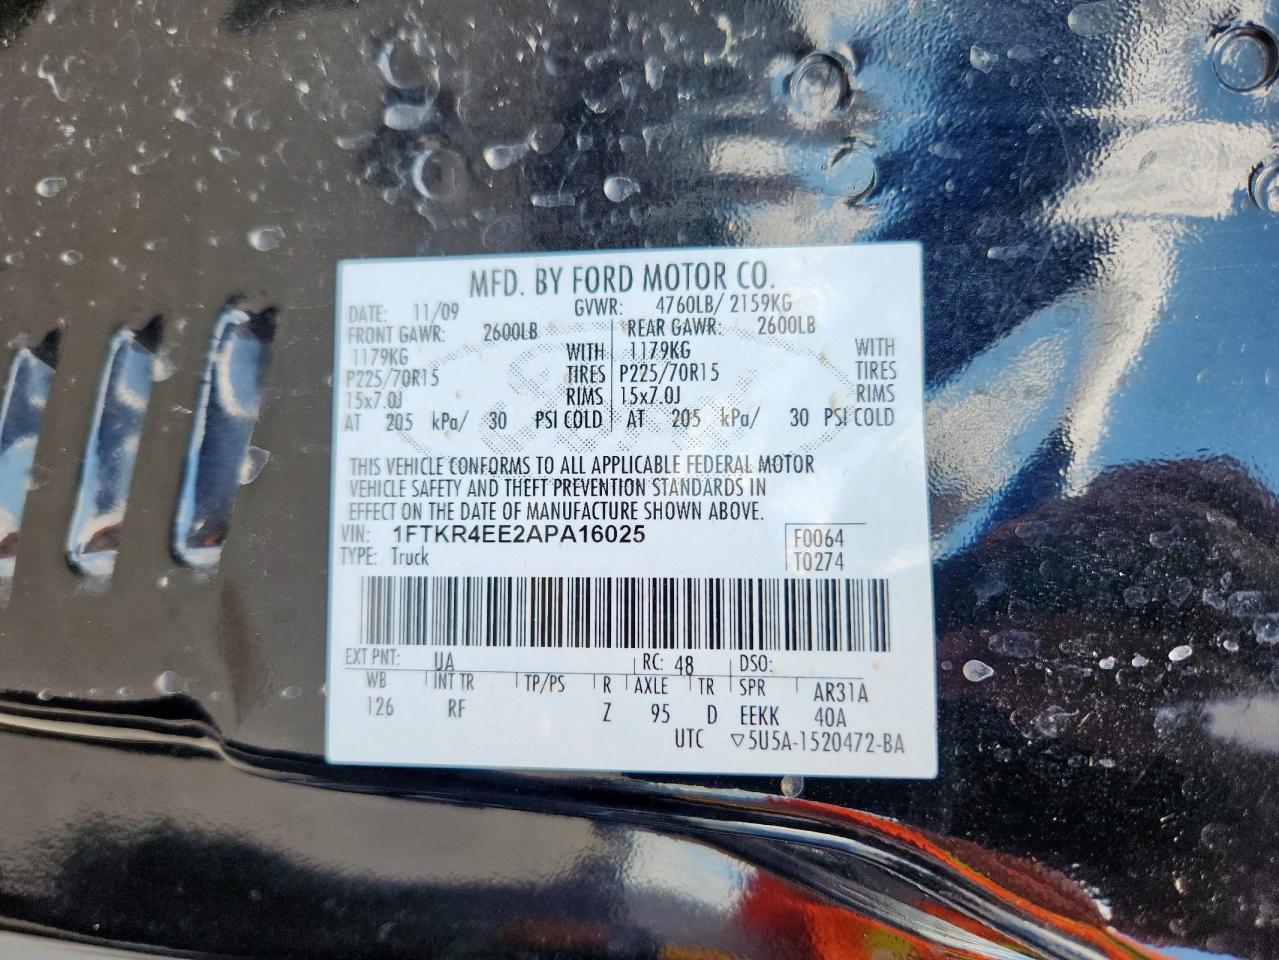 MFD. BY FORD MOTOR CO.
DATE: 11/09 GVWR: 4760LB/ 2159KG
FRONT GAWR: 2600LB REAR GAWR: 2600LB
1179KG WITH 1179KG WITH
P225/70R15 TIRES P225/70R15 TIRES
15x7.0J RIMS 15x7.0J RIMS
AT 205 kPa/ 30 PSI COLD AT 205 kPa/ 30 PSI COLD
THIS VEHICLE CONFORMS TO ALL APPLICABLE FEDERAL MOTOR
VEHICLE SAFETY AND THEFT PREVENTION STANDARDS IN
EFFECT ON THE DATE OF MANUFACTURE SHOWN ABOVE.
VIN: 1FTKR4EE2APA16025 F0064
TYPE: Truck T0274
EXT PNT: UA RC: 48 DSO:
WB INT TR TP/PS R AXLE TR SPR AR31A
126 RF Z 95 D EEKK 40A
UTC ▽5U5A-1520472-BA